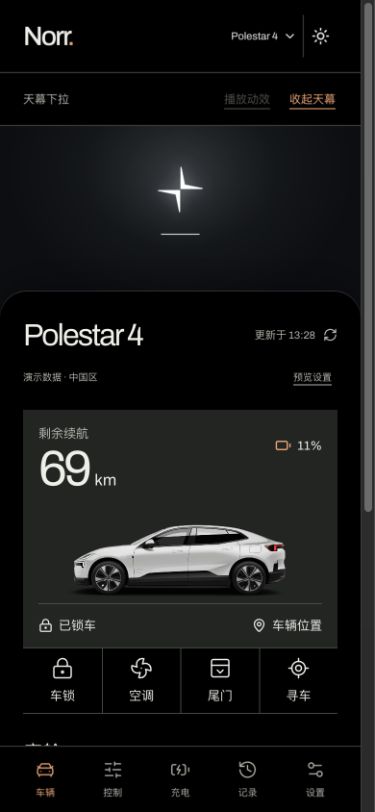 Norr.
Polestar 4
天幕下拉
播放动效
收起天幕
Polestar 4
更新于 13:28
演示数据 · 中国区
预览设置
剩余续航
11%
69 km
已锁车
车辆位置
车锁
空调
尾门
寻车
车辆
控制
充电
记录
设置